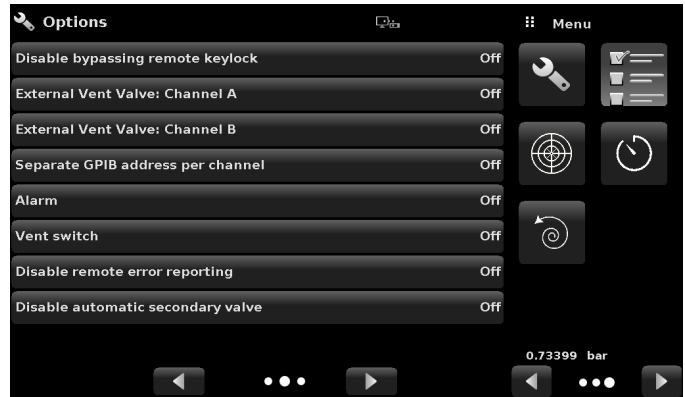 Options
Menu
Disable bypassing remote keylock Off
External Vent Valve: Channel A Off
External Vent Valve: Channel B Off
Separate GPIB address per channel Off
Alarm Off
Vent switch Off
Disable remote error reporting Off
Disable automatic secondary valve Off
0.73399 bar